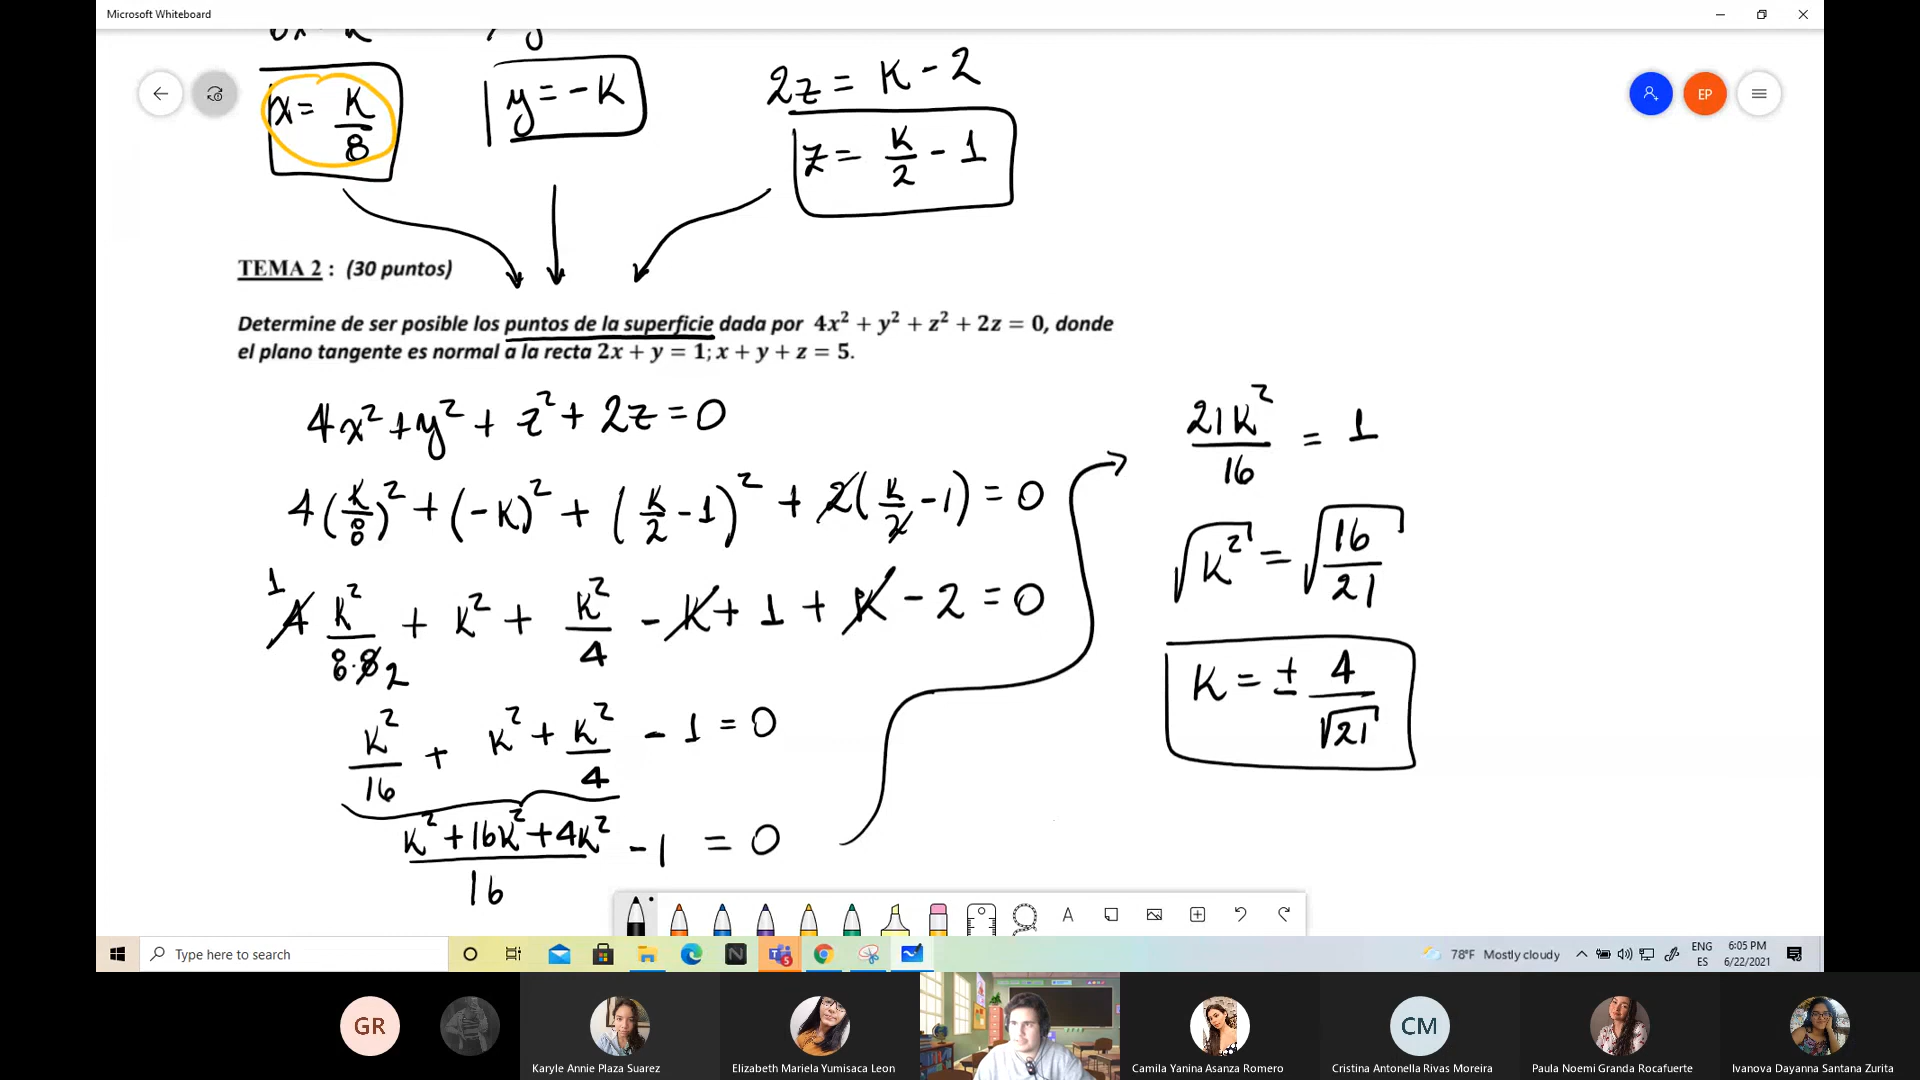 Microsoft Whiteboard
x = K/8
y = -K
2z = K - 2
z = K/2 - 1
EP
TEMA 2 : (30 puntos)
Determine de ser posible los puntos de la superficie dada por 4x² + y² + z² + 2z = 0, donde
el plano tangente es normal a la recta 2x + y = 1; x + y + z = 5.
4x² + y² + z² + 2z = 0
4(K/8)² + (-K)² + (K/2 - 1)² + 2(K/2 - 1) = 0
1
4 K²/8·8 2 + K² + K²/4 - K + 1 + K - 2 = 0
K²/16 + K² + K²/4 - 1 = 0
K² + 16K² + 4K²/16 - 1 = 0
21K²/16 = 1
√K² = √16/21
K = ± 4/√21
A
Type here to search
N
5
78°F Mostly cloudy
ENG
ES
6:05 PM
6/22/2021
GR
CM
Karyle Annie Plaza Suarez
Elizabeth Mariela Yumisaca Leon
Camila Yanina Asanza Romero
Cristina Antonella Rivas Moreira
Paula Noemi Granda Rocafuerte
Ivanova Dayanna Santana Zurita